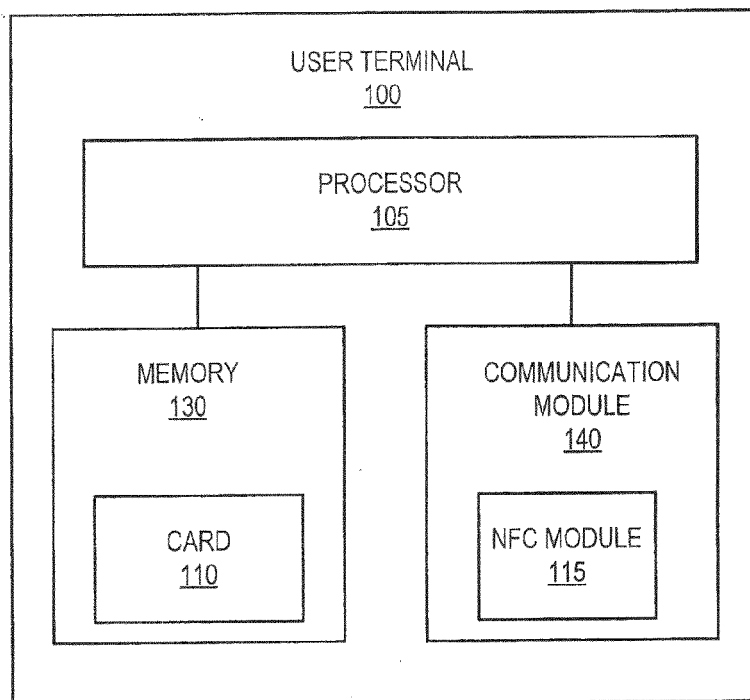 USER TERMINAL
100
PROCESSOR
105
MEMORY
130
COMMUNICATION
MODULE
140
CARD
110
NFC MODULE
115